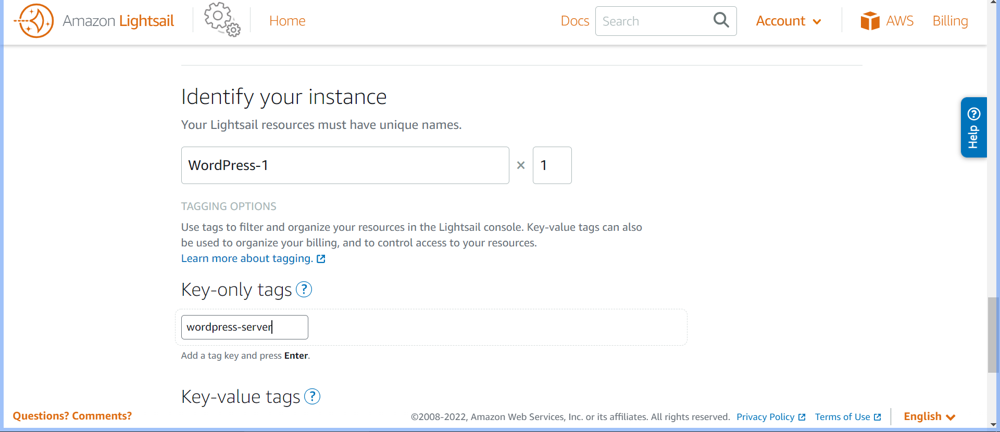 Amazon Lightsail
Home
Docs
Search
Account
AWS
Billing
Identify your instance
Your Lightsail resources must have unique names.
WordPress-1 × 1
TAGGING OPTIONS
Use tags to filter and organize your resources in the Lightsail console. Key-value tags can also
be used to organize your billing, and to control access to your resources.
Learn more about tagging.
Key-only tags ?
wordpress-server
Add a tag key and press Enter.
Key-value tags ?
Help ?
Questions? Comments?
©2008-2022, Amazon Web Services, Inc. or its affiliates. All rights reserved. Privacy Policy Terms of Use
English